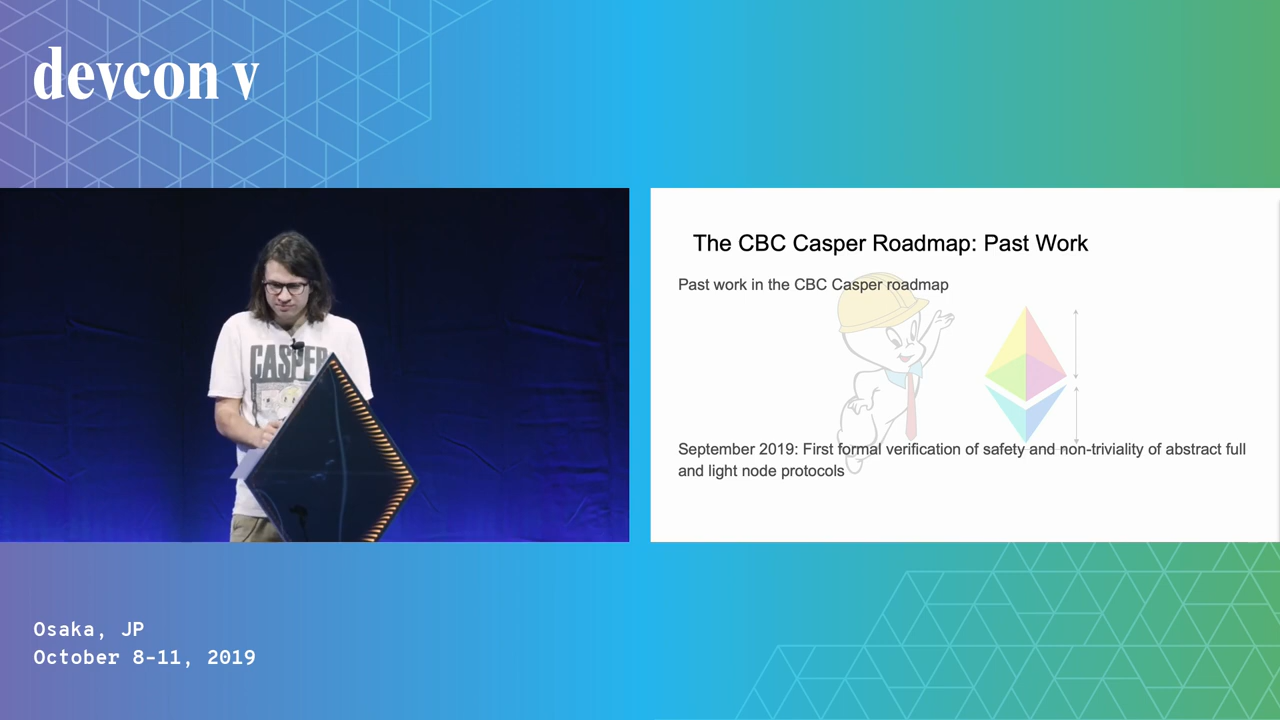 devcon v
CASPER
The CBC Casper Roadmap: Past Work
Past work in the CBC Casper roadmap
September 2019: First formal verification of safety and non-triviality of abstract full
and light node protocols
Osaka, JP
October 8-11, 2019